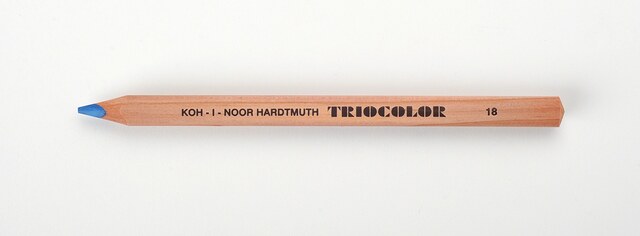 KOH - I - NOOR HARDTMUTH TRIOCOLOR 18